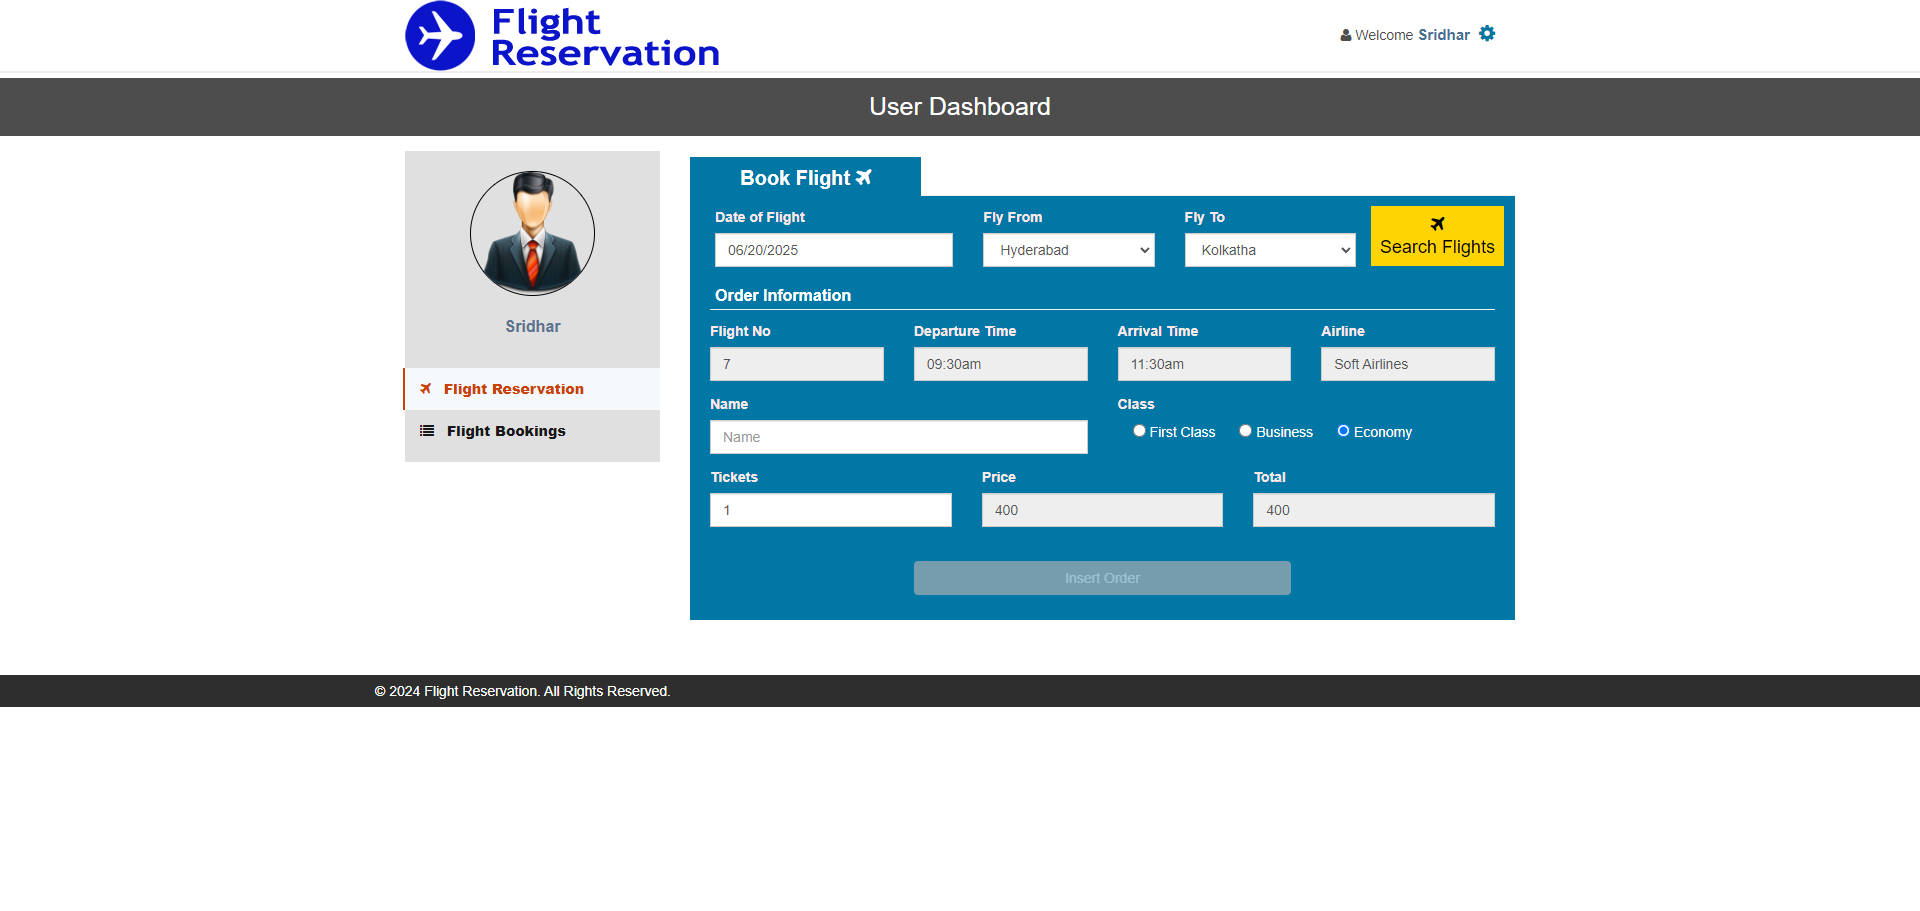 Flight
Reservation
Welcome Sridhar
User Dashboard
Sridhar
Flight Reservation
Flight Bookings
Book Flight
Date of Flight Fly From Fly To
06/20/2025 Hyderabad Kolkatha
Search Flights
Order Information
Flight No Departure Time Arrival Time Airline
7 09:30am 11:30am Soft Airlines
Name Class
Name First Class Business Economy
Tickets Price Total
1 400 400
Insert Order
© 2024 Flight Reservation. All Rights Reserved.